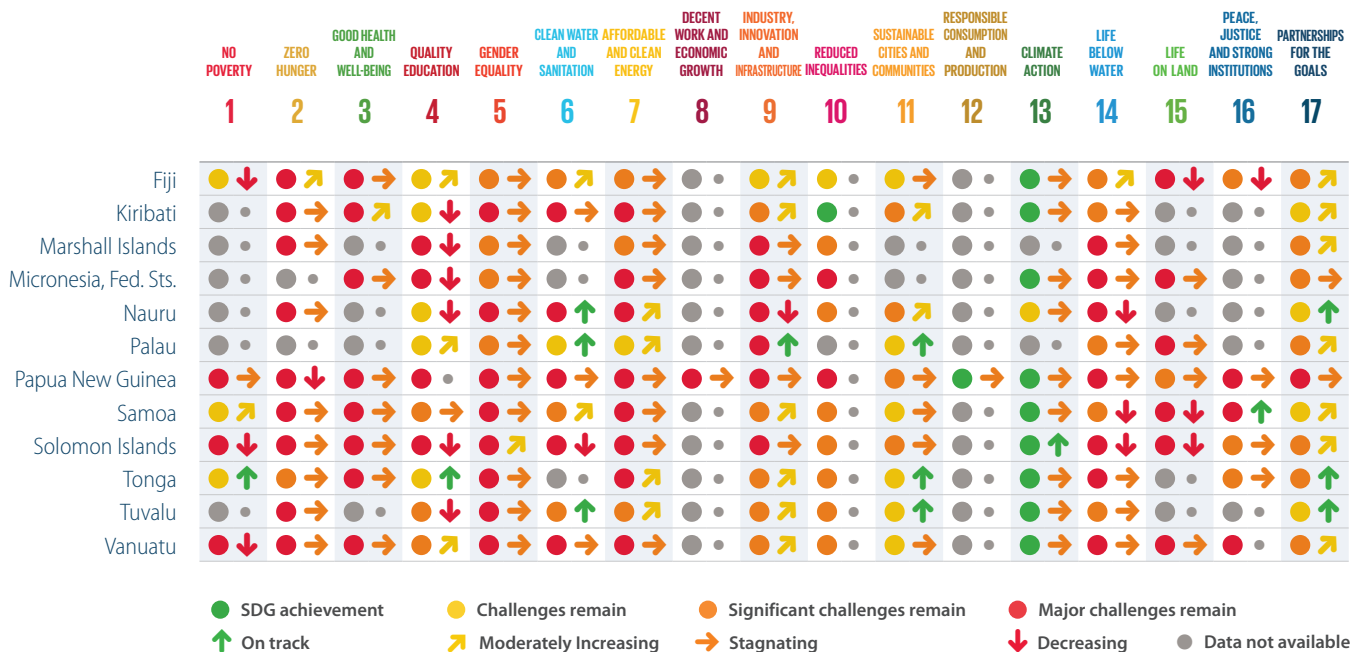 NO
POVERTY
ZERO
HUNGER
GOOD HEALTH
AND
WELL-BEING
QUALITY
EDUCATION
GENDER
EQUALITY
CLEAN WATER
AND
SANITATION
AFFORDABLE
AND CLEAN
ENERGY
DECENT
WORK AND
ECONOMIC
GROWTH
INDUSTRY,
INNOVATION
AND
INFRASTRUCTURE
REDUCED
INEQUALITIES
SUSTAINABLE
CITIES AND
COMMUNITIES
RESPONSIBLE
CONSUMPTION
AND
PRODUCTION
CLIMATE
ACTION
LIFE
BELOW
WATER
LIFE
ON LAND
PEACE,
JUSTICE
AND STRONG
INSTITUTIONS
PARTNERSHIPS
FOR THE
GOALS
1 2 3 4 5 6 7 8 9 10 11 12 13 14 15 16 17
Fiji
Kiribati
Marshall Islands
Micronesia, Fed. Sts.
Nauru
Palau
Papua New Guinea
Samoa
Solomon Islands
Tonga
Tuvalu
Vanuatu
SDG achievement Challenges remain Significant challenges remain Major challenges remain
On track Moderately Increasing Stagnating Decreasing Data not available